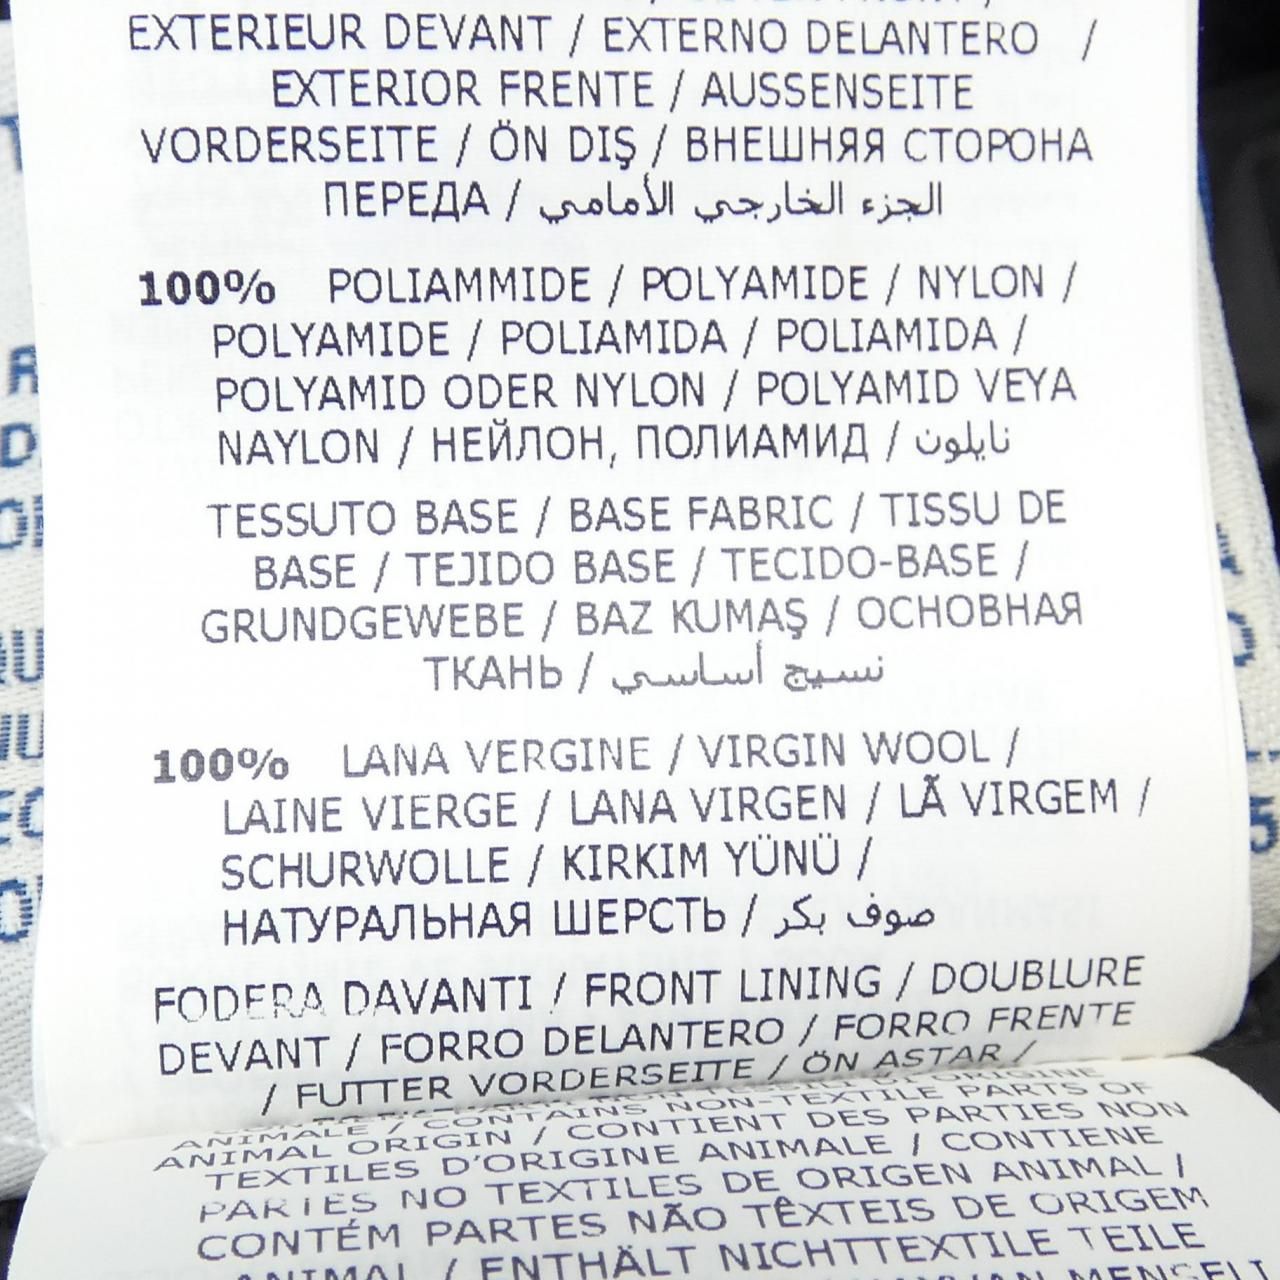 EXTERIEUR DEVANT / EXTERNO DELANTERO /
EXTERIOR FRENTE / AUSSENSEITE
VORDERSEITE / ÖN DIŞ / ВНЕШНЯЯ СТОРОНА
ПЕРЕДА / الجزء الخارجي الأمامي
100% POLIAMMIDE / POLYAMIDE / NYLON /
POLYAMIDE / POLIAMIDA / POLIAMIDA /
POLYAMID ODER NYLON / POLYAMID VEYA
NAYLON / НЕЙЛОН, ПОЛИАМИД / نايلون
TESSUTO BASE / BASE FABRIC / TISSU DE
BASE / TEJIDO BASE / TECIDO-BASE /
GRUNDGEWEBE / BAZ KUMAŞ / ОСНОВНАЯ
ТКАНЬ / نسيج أساسي
100% LANA VERGINE / VIRGIN WOOL /
LAINE VIERGE / LANA VIRGEN / LÃ VIRGEM /
SCHURWOLLE / KIRKIM YÜNÜ /
НАТУРАЛЬНАЯ ШЕРСТЬ / صوف بكر
FODERA DAVANTI / FRONT LINING / DOUBLURE
DEVANT / FORRO DELANTERO / FORRO FRENTE
/ FUTTER VORDERSEITE / ÖN ASTAR /
ANIMALE / CONTAINS NON-TEXTILE PARTS OF
ANIMAL ORIGIN / CONTIENT DES PARTIES NON
TEXTILES D'ORIGINE ANIMALE / CONTIENE
PARTES NO TEXTILES DE ORIGEN ANIMAL /
CONTÉM PARTES NÃO TÊXTEIS DE ORIGEM
ANIMAL / ENTHÄLT NICHTTEXTILE TEILE